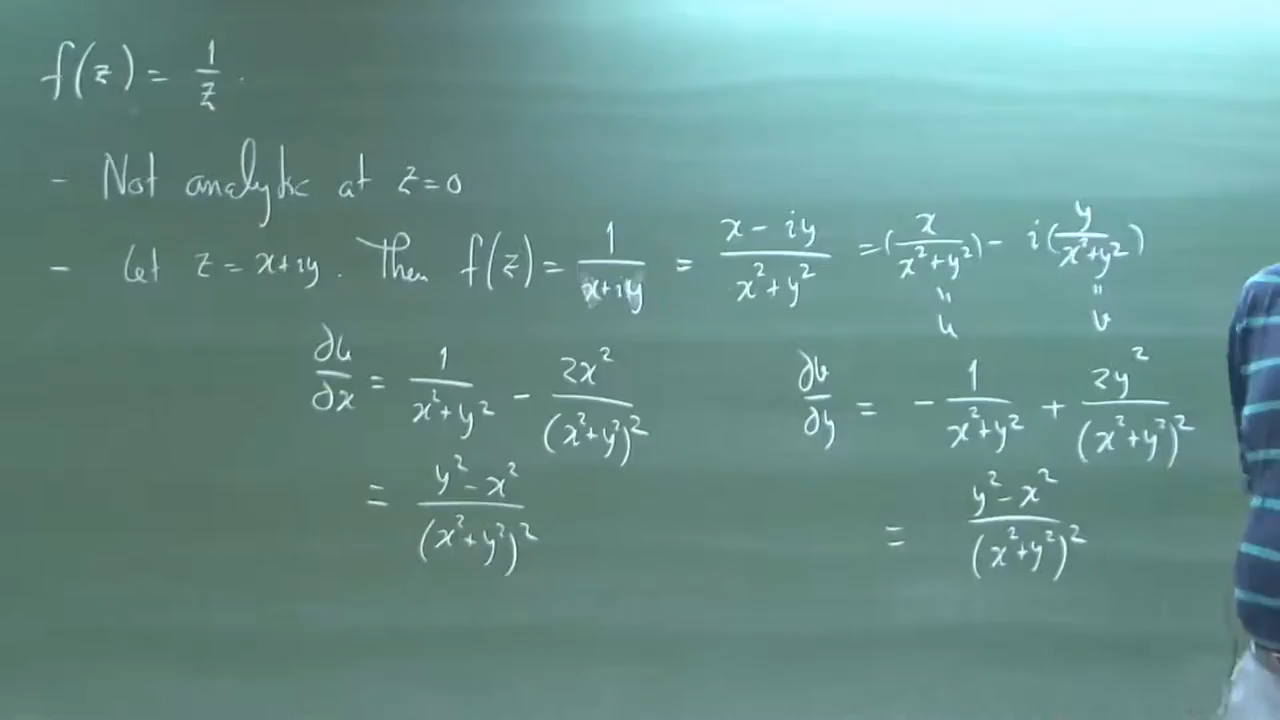 f(z) = 1/z .
- Not analytic at z=0
- Let z = x+iy . Then f(z) = 1/(x+iy) = (x - iy)/(x²+y²) = (x/(x²+y²)) - i(y/(x²+y²))
" "
u v
∂u/∂x = 1/(x²+y²) - 2x²/(x²+y²)² ∂v/∂y = - 1/(x²+y²) + 2y²/(x²+y²)²
= (y²-x²)/(x²+y²)² = (y²-x²)/(x²+y²)²